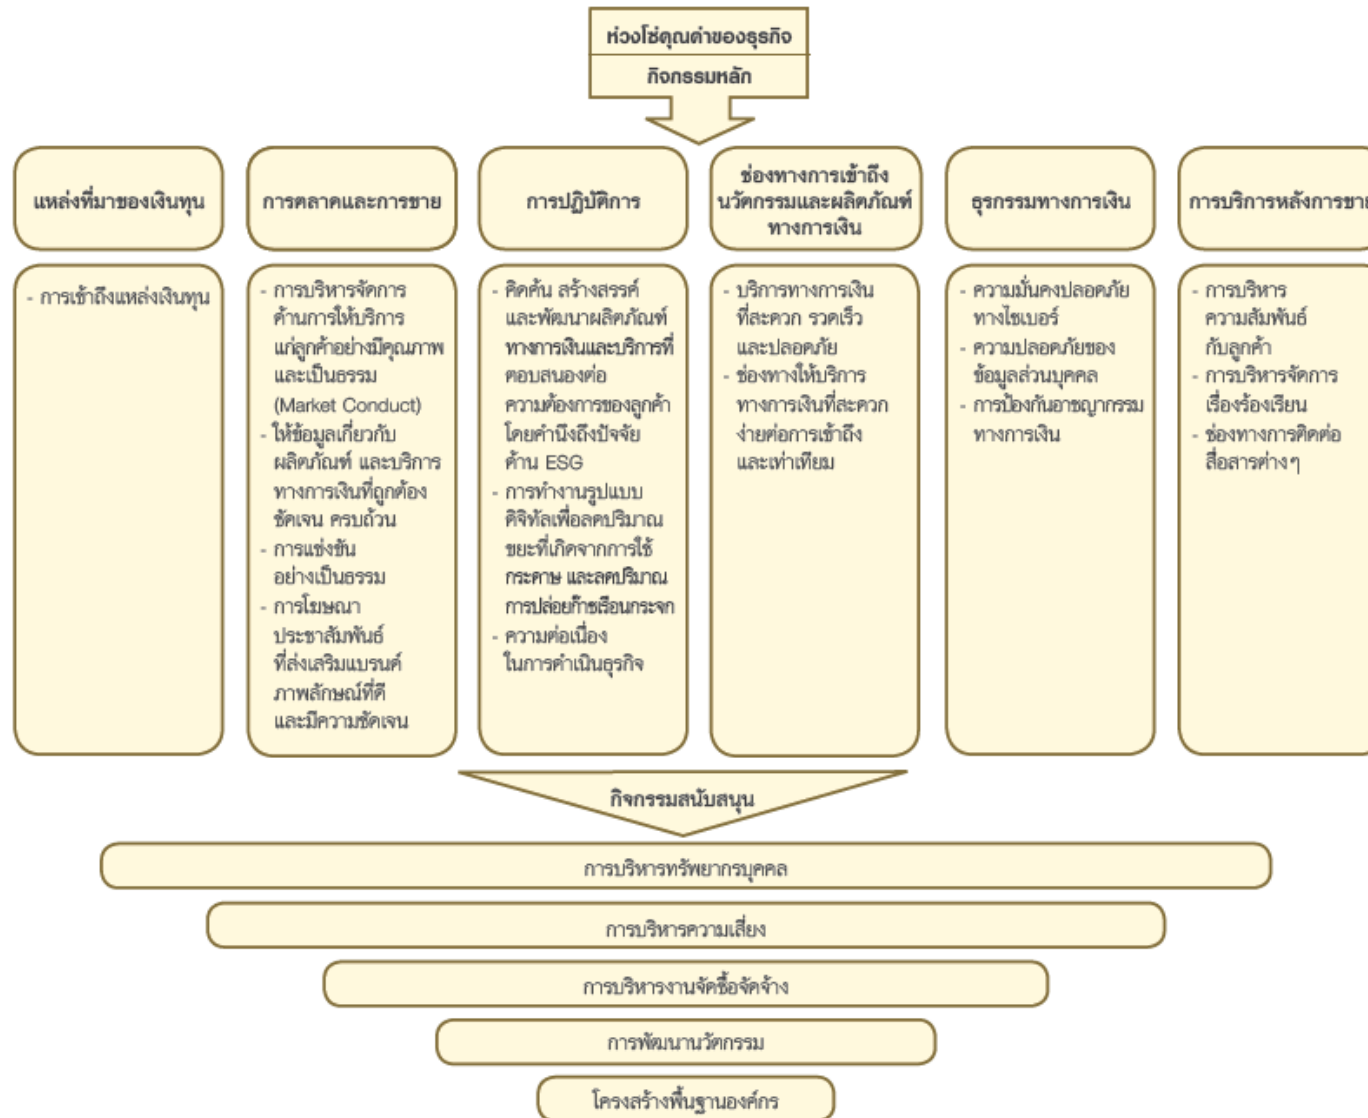 ห่วงโซ่คุณค่าของธุรกิจ
กิจกรรมหลัก
แหล่งที่มาของเงินทุน
- การเข้าถึงแหล่งเงินทุน
การตลาดและการขาย
- การบริหารจัดการ
ด้านการให้บริการ
แก่ลูกค้าอย่างมีคุณภาพ
และเป็นธรรม
(Market Conduct)
- ให้ข้อมูลเกี่ยวกับ
ผลิตภัณฑ์ และบริการ
ทางการเงินที่ถูกต้อง
ชัดเจน ครบถ้วน
- การแข่งขัน
อย่างเป็นธรรม
- การโฆษณา
ประชาสัมพันธ์
ที่ส่งเสริมแบรนด์
ภาพลักษณ์ที่ดี
และมีความชัดเจน
การปฏิบัติการ
- คิดค้น สร้างสรรค์
และพัฒนาผลิตภัณฑ์
ทางการเงินและบริการที่
ตอบสนองต่อ
ความต้องการของลูกค้า
โดยคำนึงถึงปัจจัย
ด้าน ESG
- การทำงานรูปแบบ
ดิจิทัลเพื่อลดปริมาณ
ขยะที่เกิดจากการใช้
กระดาษ และลดปริมาณ
การปล่อยก๊าซเรือนกระจก
- ความต่อเนื่อง
ในการดำเนินธุรกิจ
ช่องทางการเข้าถึง
นวัตกรรมและผลิตภัณฑ์
ทางการเงิน
- บริการทางการเงิน
ที่สะดวก รวดเร็ว
และปลอดภัย
- ช่องทางให้บริการ
ทางการเงินที่สะดวก
ง่ายต่อการเข้าถึง
และเท่าเทียม
ธุรกรรมทางการเงิน
- ความมั่นคงปลอดภัย
ทางไซเบอร์
- ความปลอดภัยของ
ข้อมูลส่วนบุคคล
- การป้องกันอาชญากรรม
ทางการเงิน
การบริการหลังการขาย
- การบริหาร
ความสัมพันธ์
กับลูกค้า
- การบริหารจัดการ
เรื่องร้องเรียน
- ช่องทางการติดต่อ
สื่อสารต่างๆ
กิจกรรมสนับสนุน
การบริหารทรัพยากรบุคคล
การบริหารความเสี่ยง
การบริหารงานจัดซื้อจัดจ้าง
การพัฒนานวัตกรรม
โครงสร้างพื้นฐานองค์กร